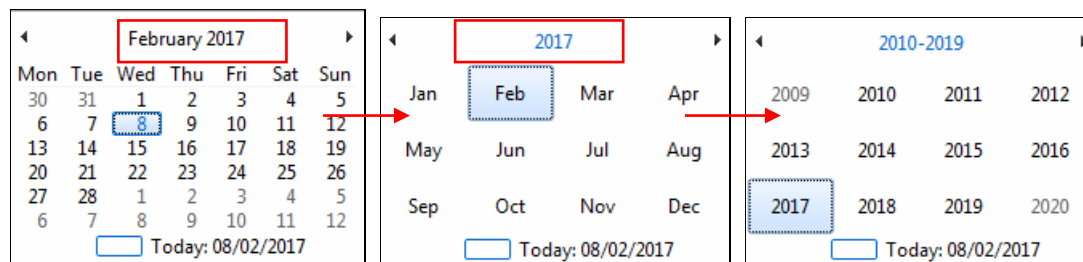 February 2017
Mon Tue Wed Thu Fri Sat Sun
30 31 1 2 3 4 5
6 7 8 9 10 11 12
13 14 15 16 17 18 19
20 21 22 23 24 25 26
27 28 1 2 3 4 5
6 7 8 9 10 11 12
Today: 08/02/2017
2017
Jan Feb Mar Apr
May Jun Jul Aug
Sep Oct Nov Dec
Today: 08/02/2017
2010-2019
2009 2010 2011 2012
2013 2014 2015 2016
2017 2018 2019 2020
Today: 08/02/2017